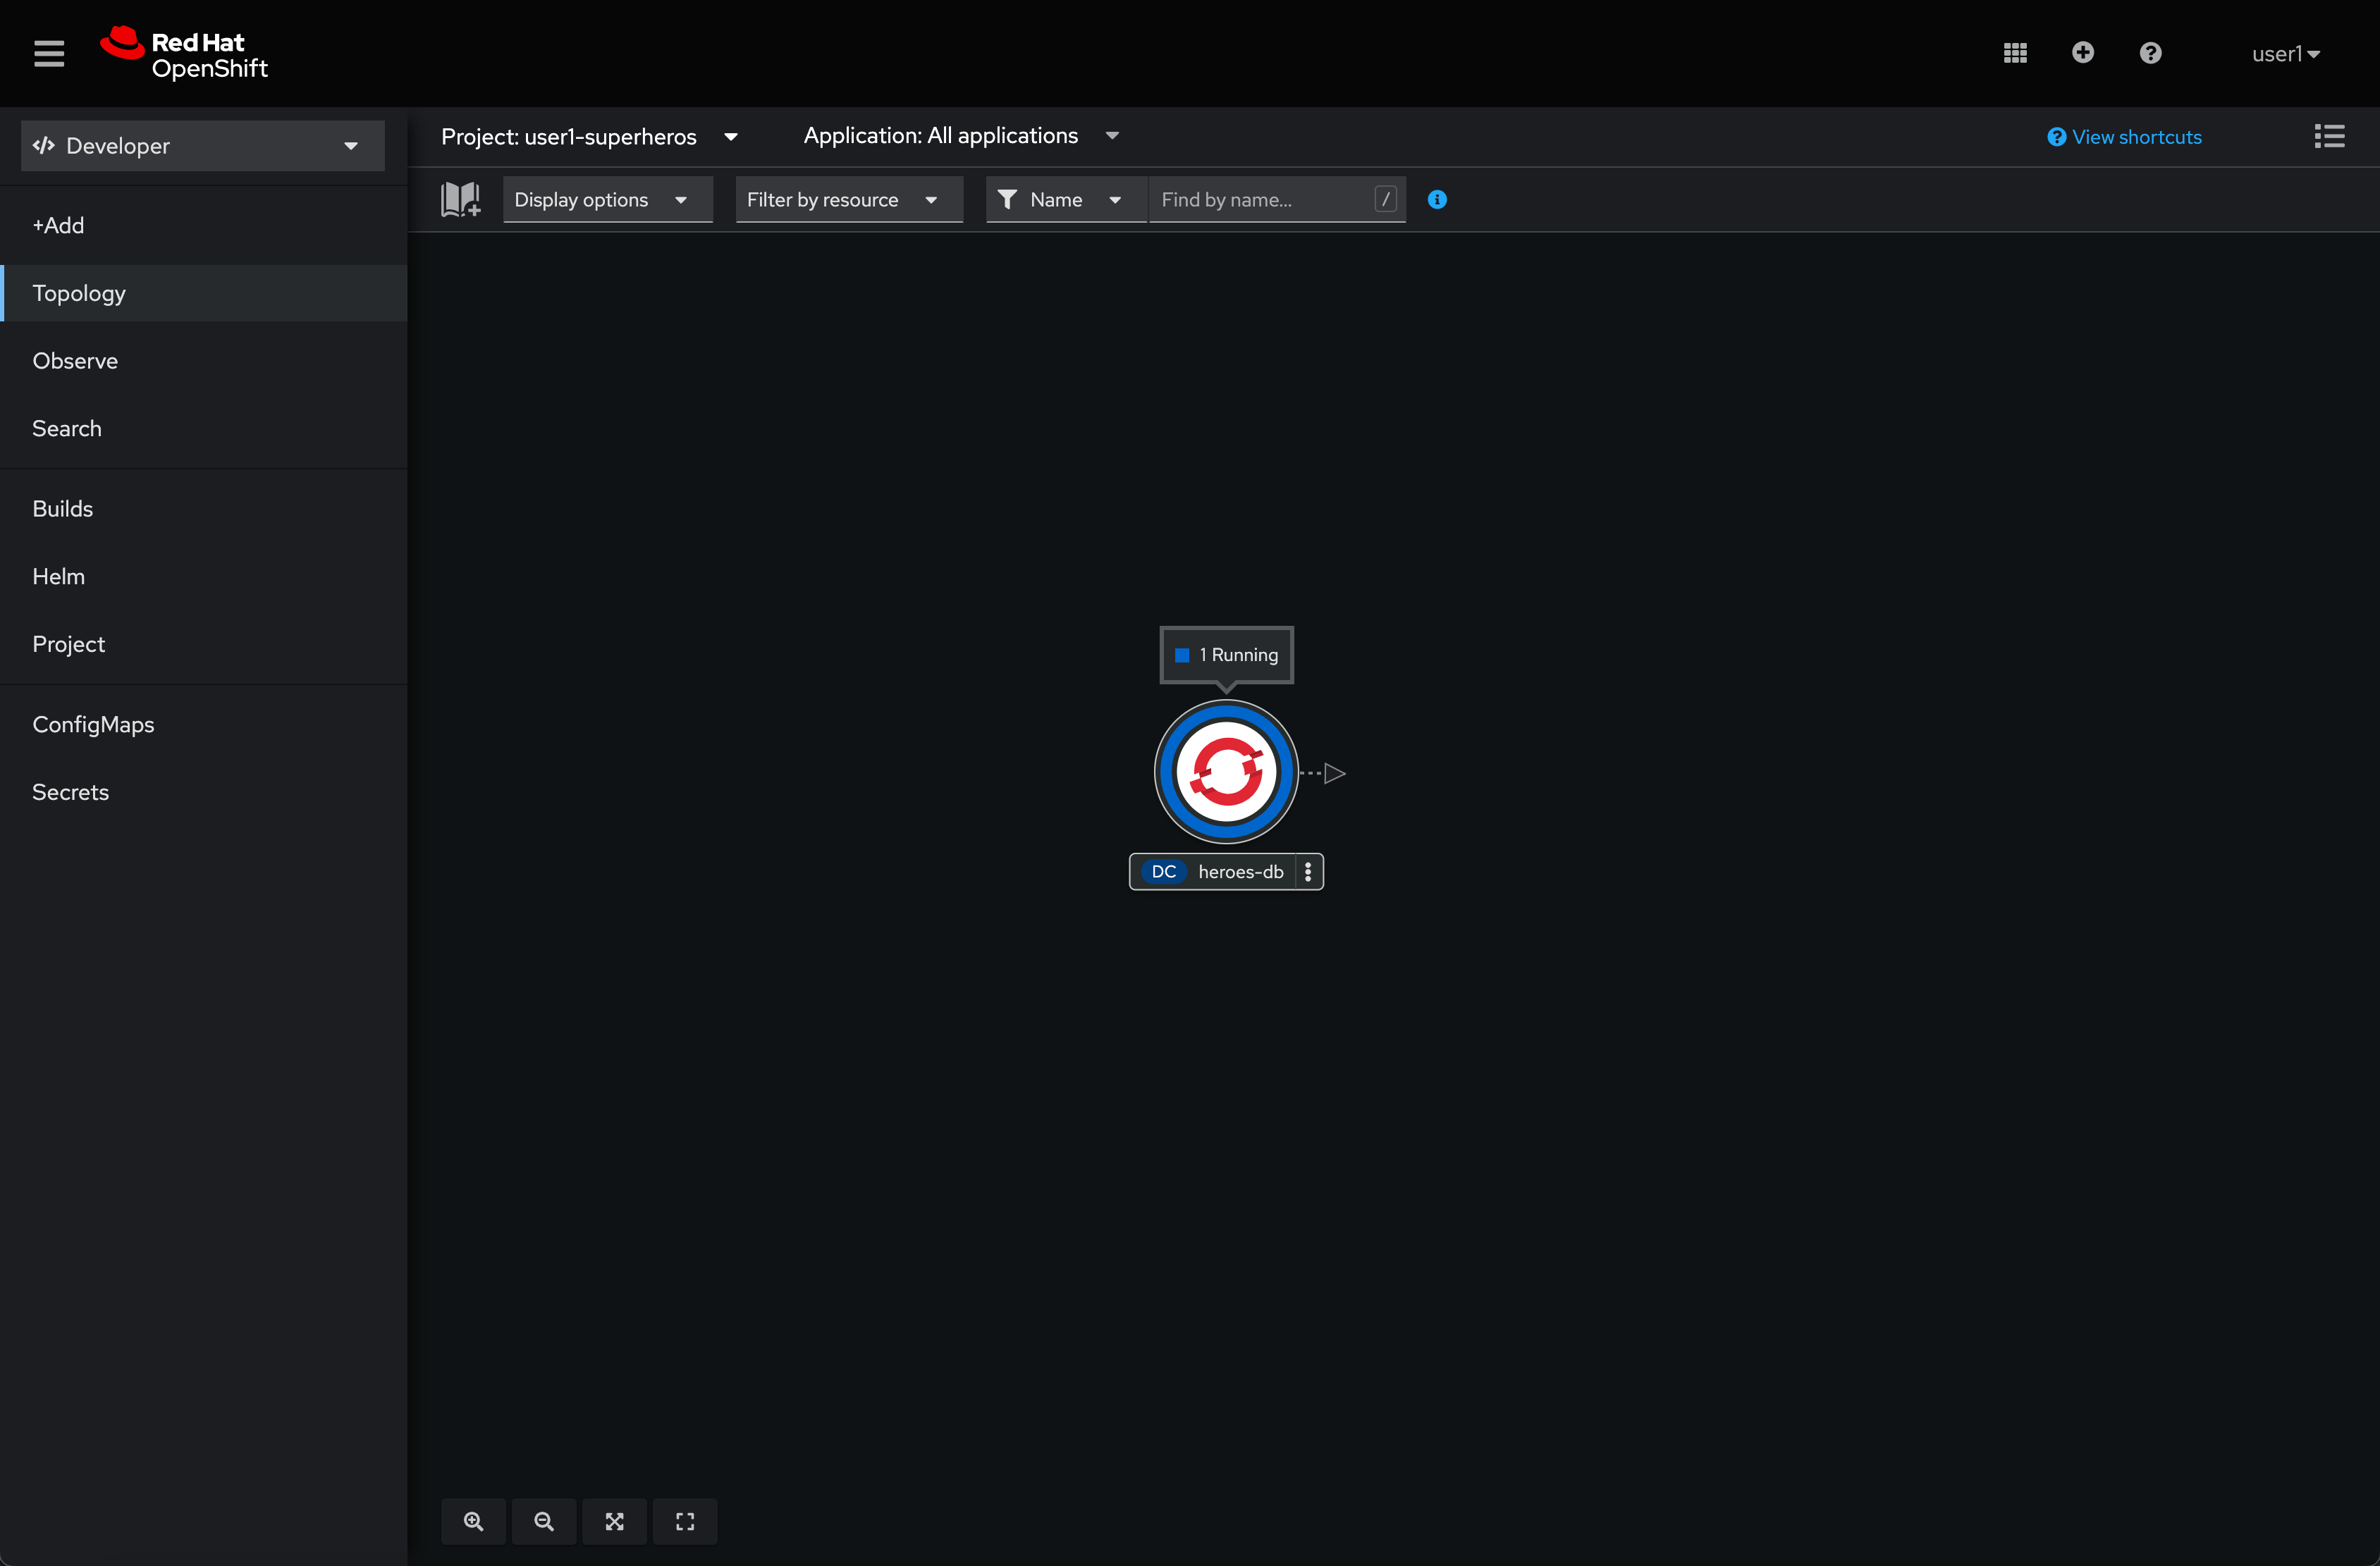 Red Hat
OpenShift
user1
Developer
Project: user1-superheros
Application: All applications
View shortcuts
Display options
Filter by resource
Name
Find by name...
/
+Add
Topology
Observe
Search
Builds
Helm
Project
ConfigMaps
Secrets
1 Running
DC heroes-db